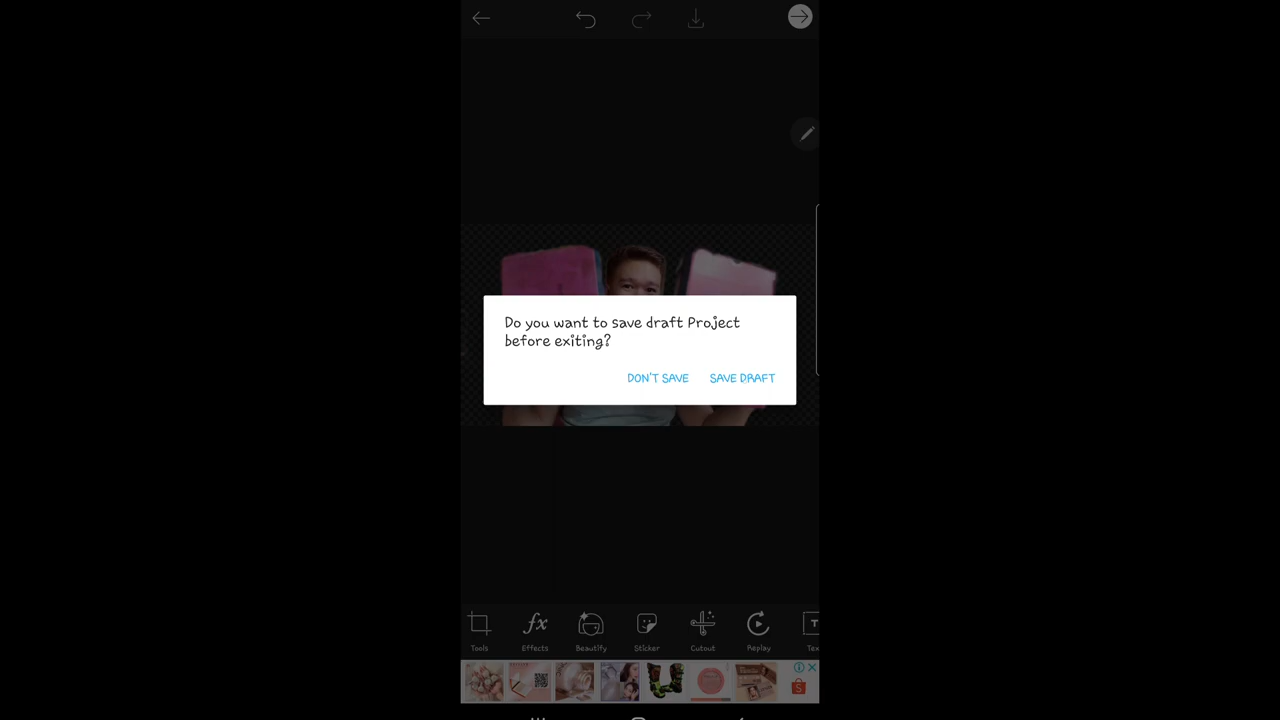 Do you want to save draft Project
before exiting?
DON'T SAVE SAVE DRAFT
Tools Effects Beautify Sticker Cutout Replay Tex